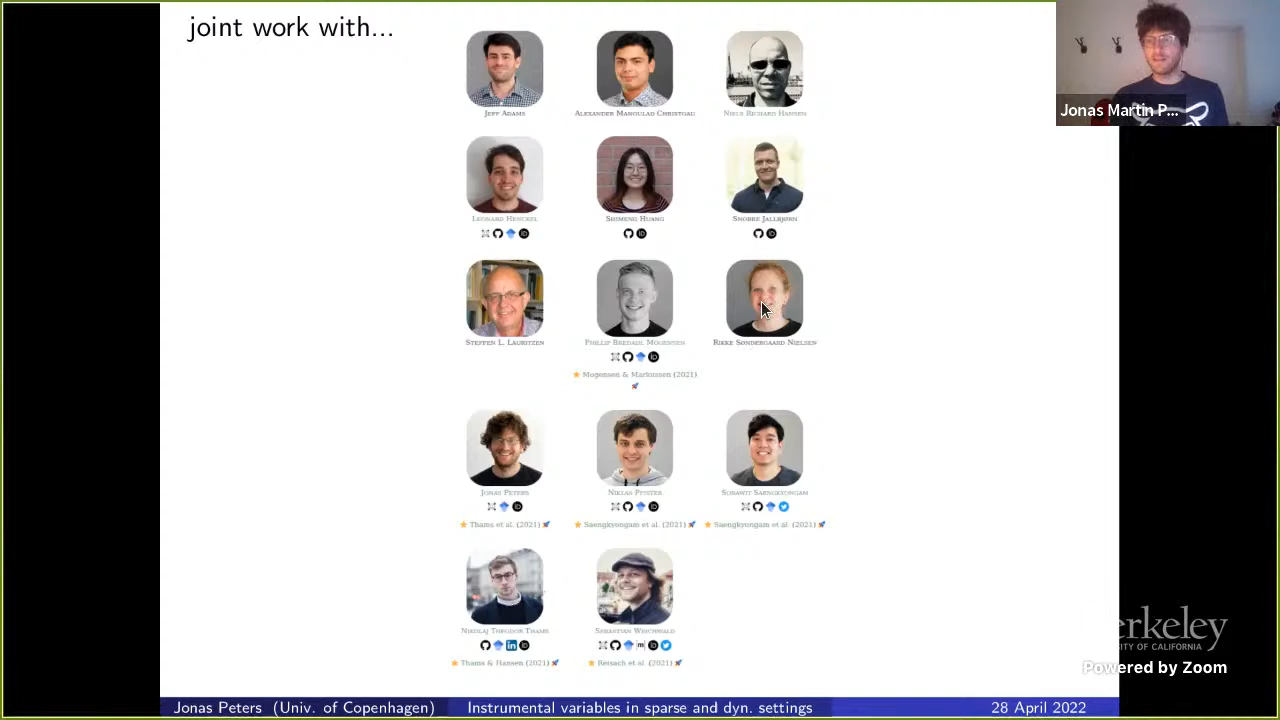 joint work with...
Jonas Martin P...
Jeff Adams
Alexander Mangulad Christgau
Niels Richard Hansen
Leonard Henckel
Shimeng Huang
Snorre Jallbjørn
Steffen L. Lauritzen
Phillip Bredahl Mogensen
Rikke Søndergaard Nielsen
Mogensen & Markussen (2021)
Jonas Peters
Niklas Pfister
Sorawit Saengkyongam
Thams et al. (2021)
Saengkyongam et al. (2021)
Saengkyongam et al. (2021)
Nikolaj Theodor Thams
Sebastian Weichwald
Thams & Hansen (2021)
Reisach et al. (2021)
erkeley
ITY OF CALIFORNIA
Powered by Zoom
Jonas Peters (Univ. of Copenhagen) Instrumental variables in sparse and dyn. settings 28 April 2022